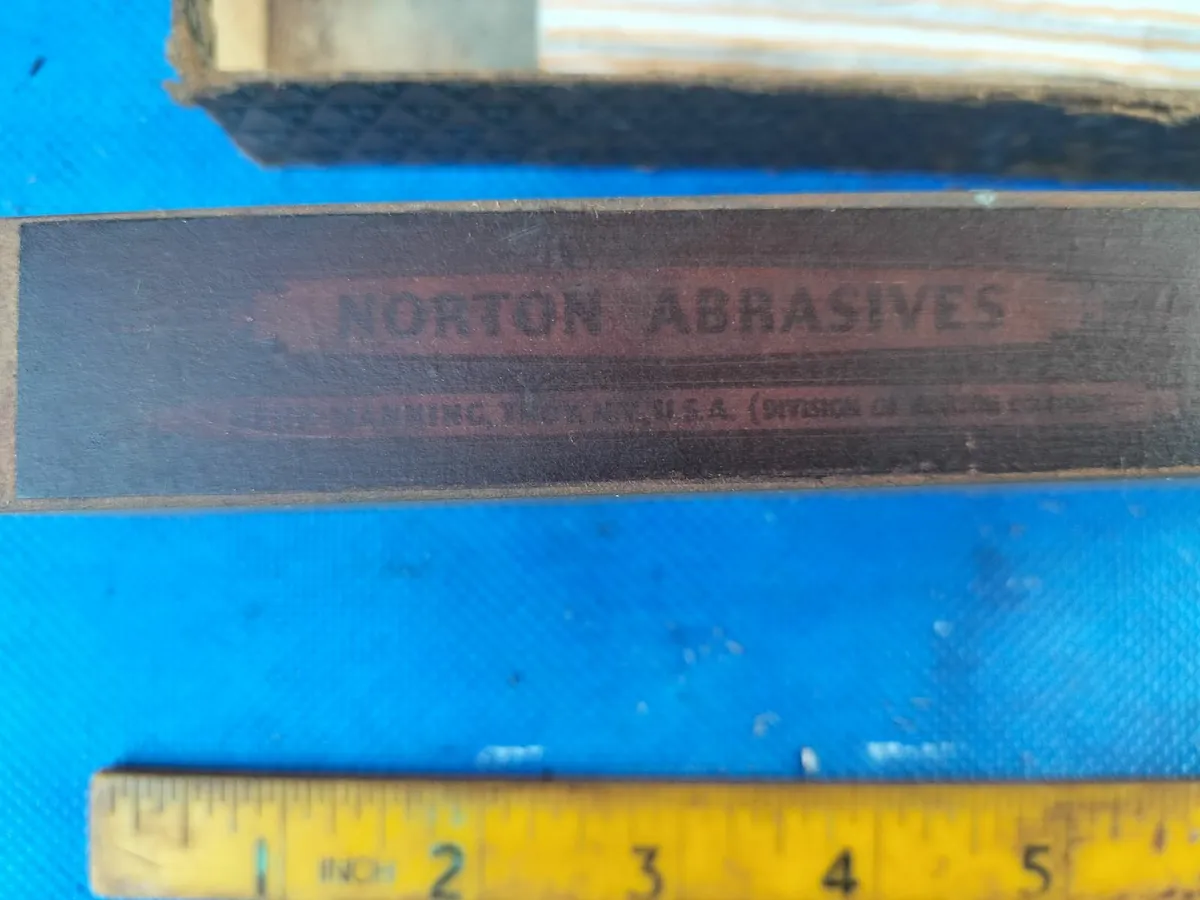 NORTON ABRASIVES
MANNING, TROY, N.Y. U.S.A. (DIVISION OF
1 INCH 2 3 4 5